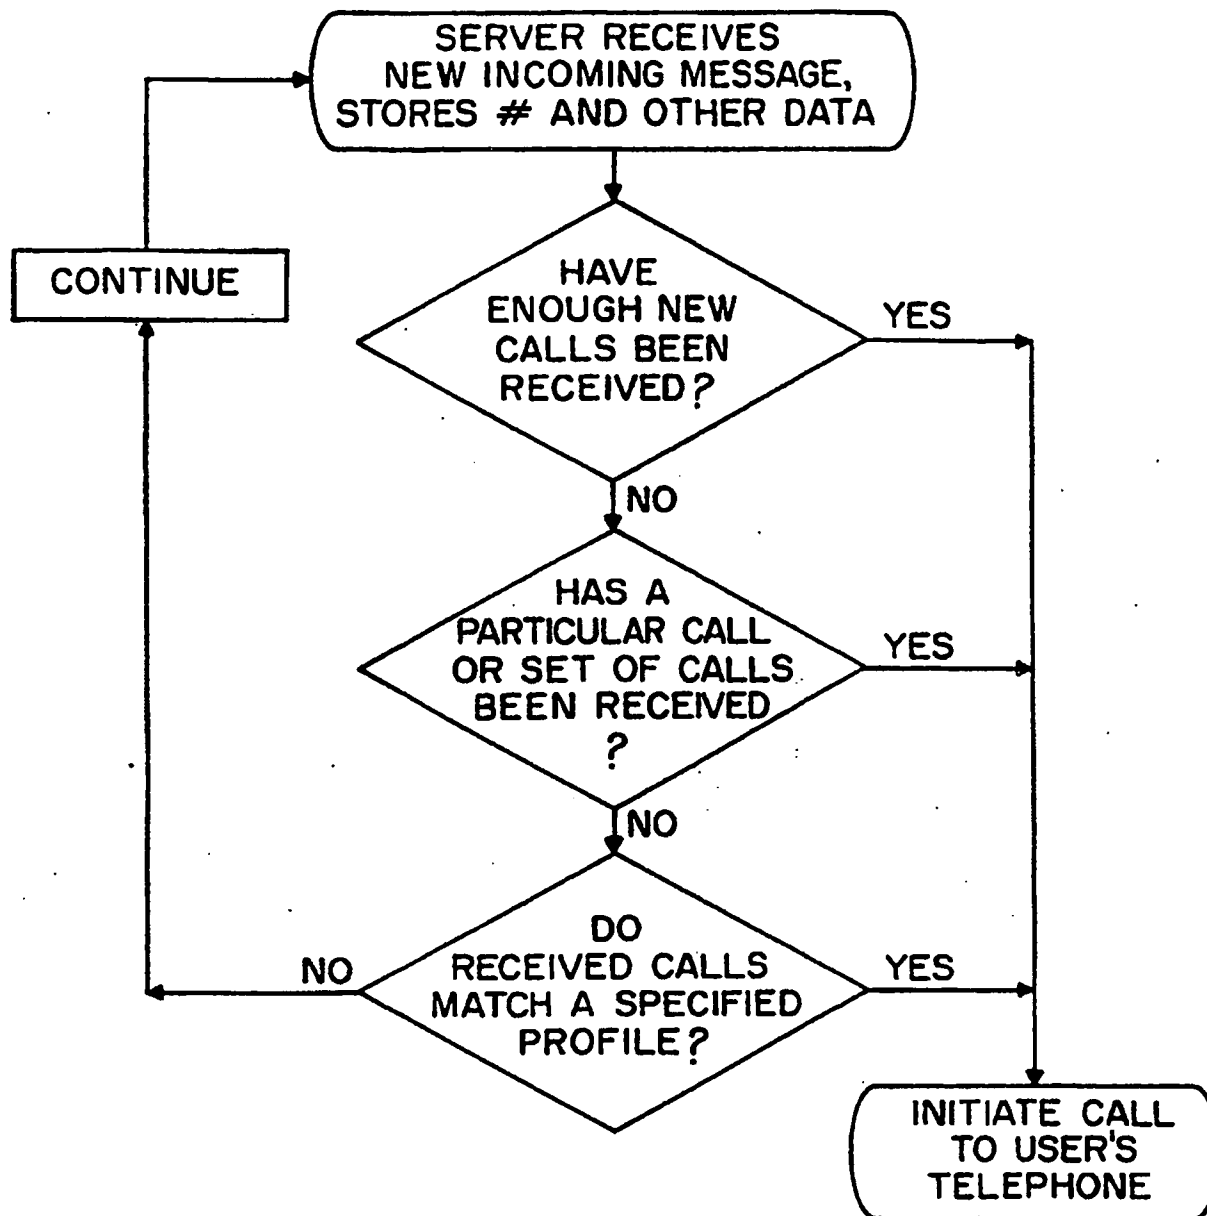 SERVER RECEIVES
NEW INCOMING MESSAGE,
STORES # AND OTHER DATA
CONTINUE
HAVE
ENOUGH NEW
CALLS BEEN
RECEIVED?
YES
NO
HAS A
PARTICULAR CALL
OR SET OF CALLS
BEEN RECEIVED
?
YES
NO
DO
RECEIVED CALLS
MATCH A SPECIFIED
PROFILE?
NO
YES
INITIATE CALL
TO USER'S
TELEPHONE